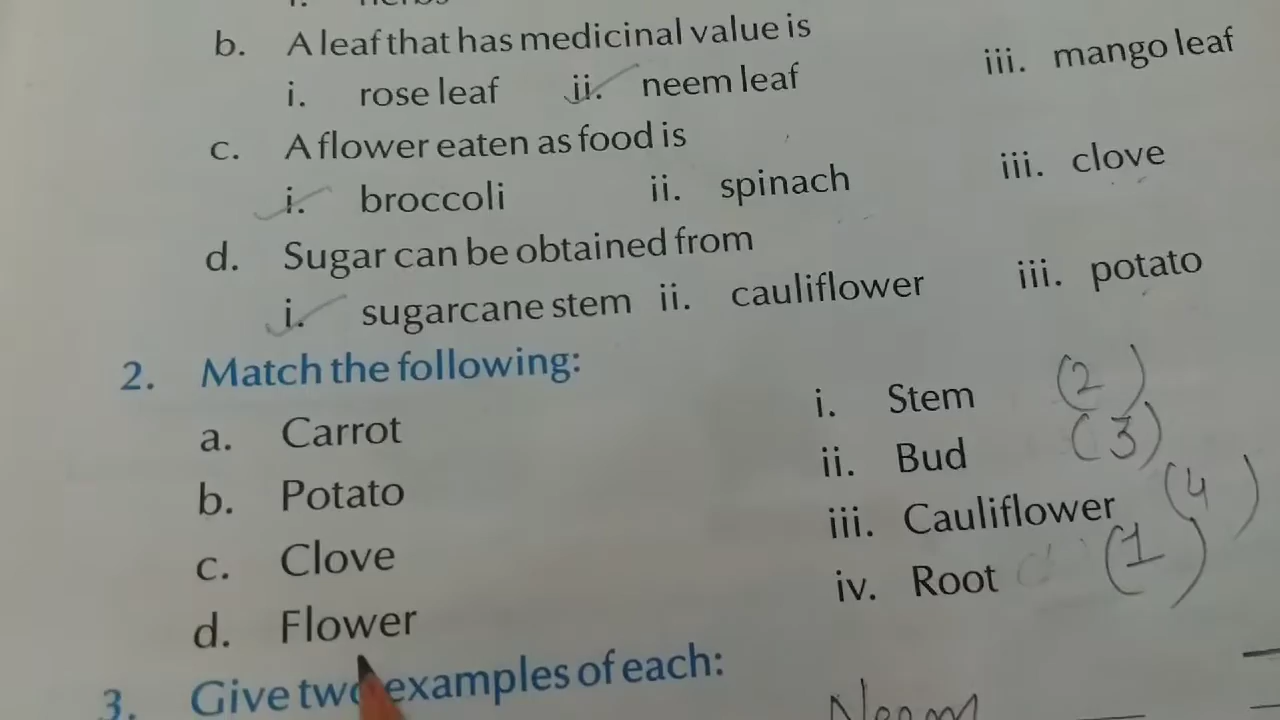 b. A leaf that has medicinal value is
i. rose leaf ii. neem leaf iii. mango leaf
c. A flower eaten as food is
i. broccoli ii. spinach iii. clove
d. Sugar can be obtained from
i. sugarcane stem ii. cauliflower iii. potato
2. Match the following:
a. Carrot i. Stem (2)
b. Potato ii. Bud (3)
c. Clove iii. Cauliflower (4)
d. Flower iv. Root (1)
3. Give two examples of each:
Neem